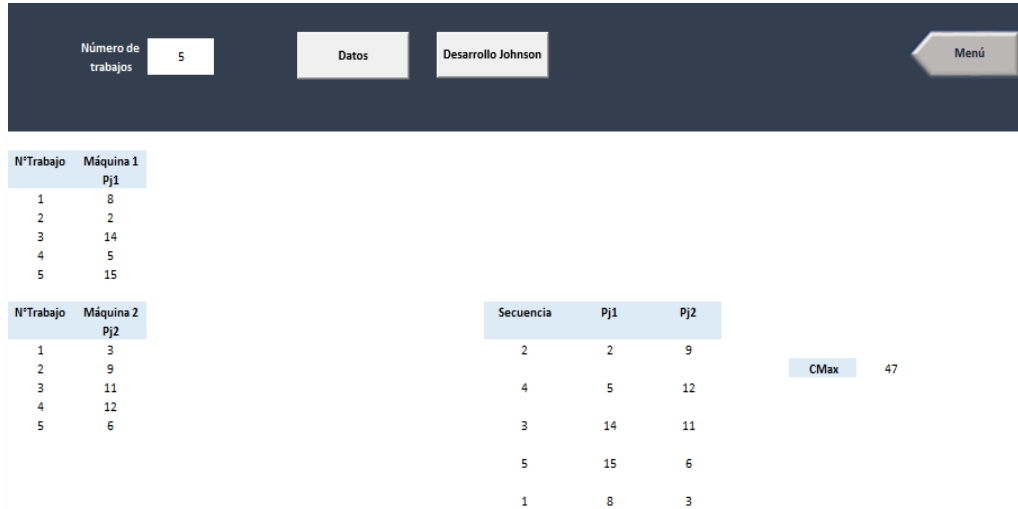 Número de trabajos 5 Datos Desarrollo Johnson Menú
N°Trabajo Máquina 1
Pj1
1 8
2 2
3 14
4 5
5 15
N°Trabajo Máquina 2
Pj2
1 3
2 9
3 11
4 12
5 6
Secuencia Pj1 Pj2
2 2 9
4 5 12
3 14 11
5 15 6
1 8 3
CMax 47